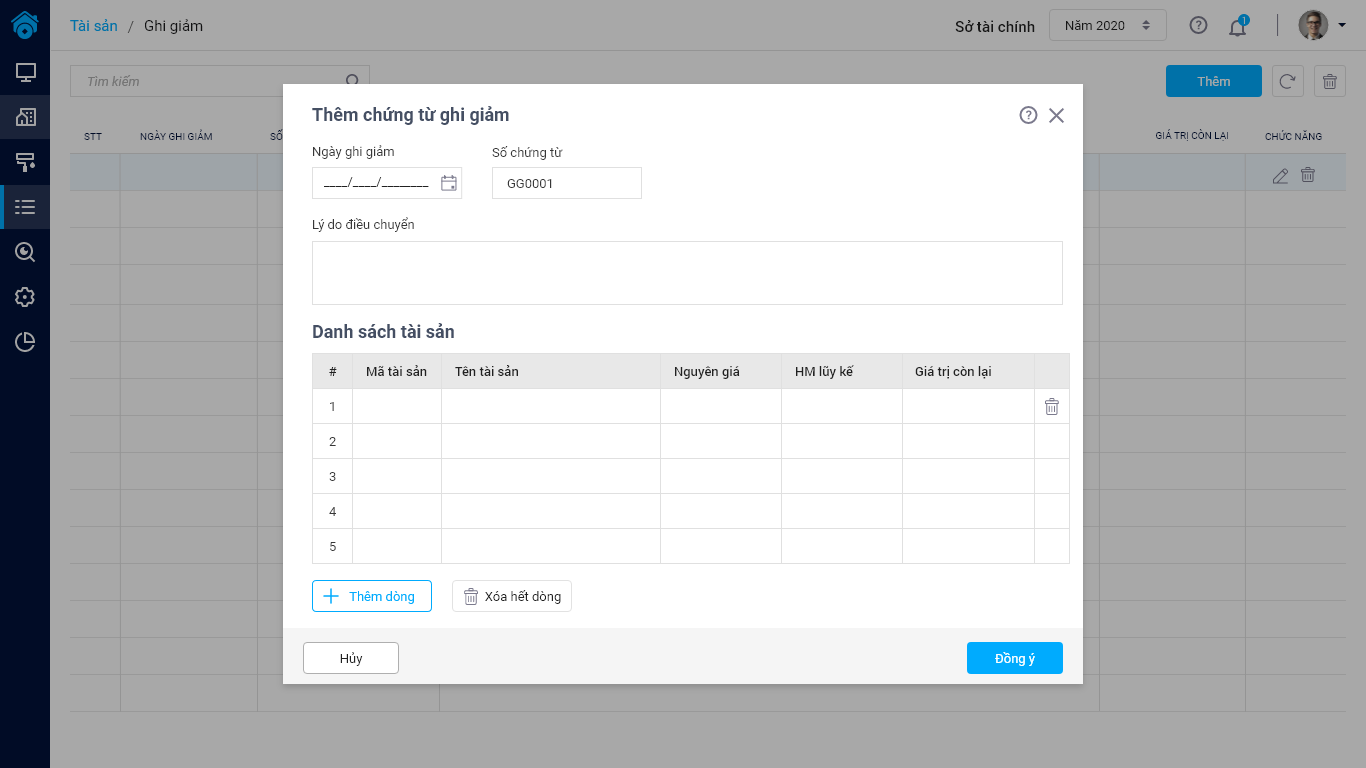 Tài sản / Ghi giảm
Sở tài chính
Năm 2020
1
Tìm kiếm
Thêm
STT
NGÀY GHI GIẢM
SỐ
GIÁ TRỊ CÒN LẠI
CHỨC NĂNG
Thêm chứng từ ghi giảm
?
Ngày ghi giảm
Số chứng từ
____/____/________
GG0001
Lý do điều chuyển
Danh sách tài sản
# Mã tài sản Tên tài sản Nguyên giá HM lũy kế Giá trị còn lại
1
2
3
4
5
Thêm dòng
Xóa hết dòng
Hủy
Đồng ý